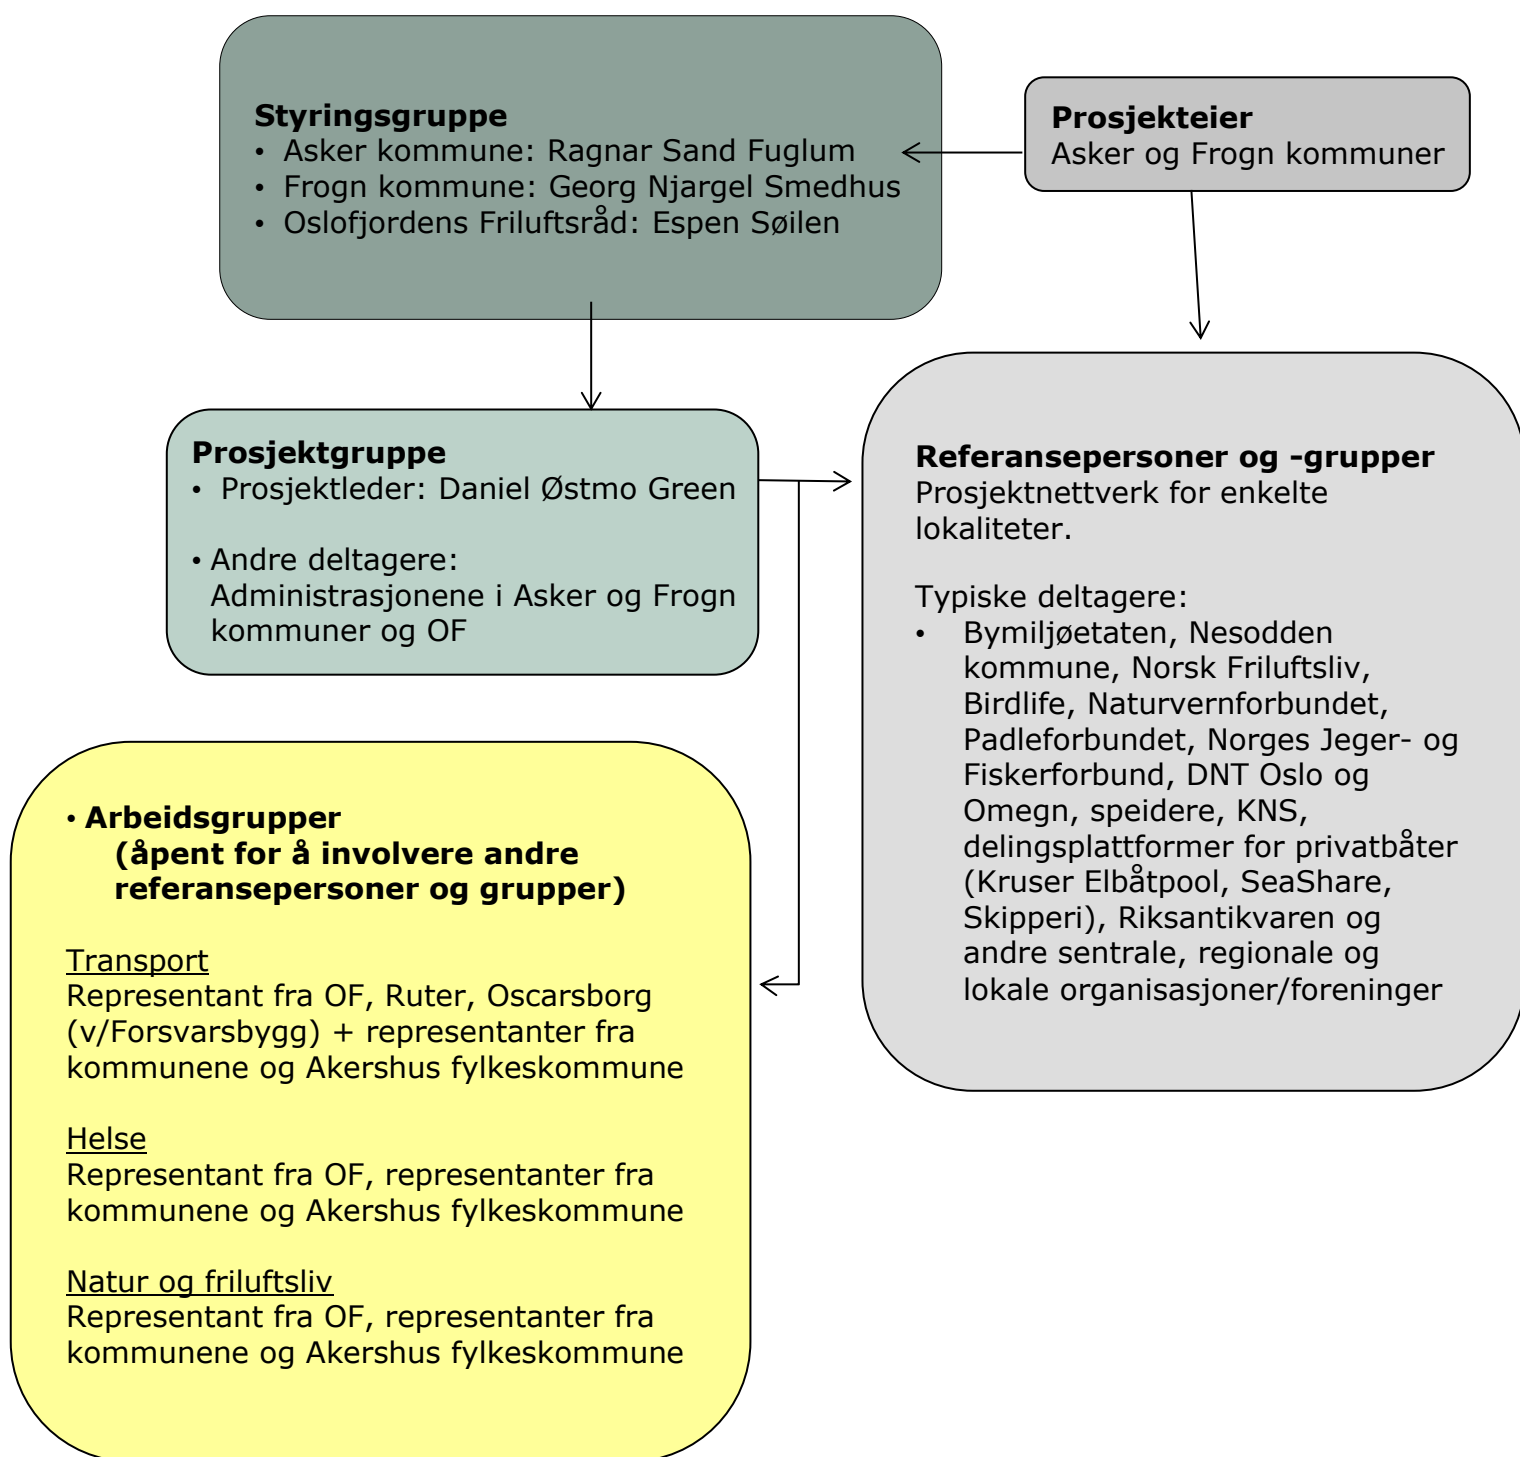 Styringsgruppe
• Asker kommune: Ragnar Sand Fuglum
• Frogn kommune: Georg Njargel Smedhus
• Oslofjordens Friluftsråd: Espen Søilen
Prosjekteier
Asker og Frogn kommuner
Prosjektgruppe
• Prosjektleder: Daniel Østmo Green
• Andre deltagere:
Administrasjonene i Asker og Frogn
kommuner og OF
Referansepersoner og -grupper
Prosjektnettverk for enkelte
lokaliteter.
Typiske deltagere:
• Bymiljøetaten, Nesodden
kommune, Norsk Friluftsliv,
Birdlife, Naturvernforbundet,
Padleforbundet, Norges Jeger- og
Fiskerforbund, DNT Oslo og
Omegn, speidere, KNS,
delingsplattformer for privatbåter
(Kruser Elbåtpool, SeaShare,
Skipperi), Riksantikvaren og
andre sentrale, regionale og
lokale organisasjoner/foreninger
• Arbeidsgrupper
(åpent for å involvere andre
referansepersoner og grupper)
Transport
Representant fra OF, Ruter, Oscarsborg
(v/Forsvarsbygg) + representanter fra
kommunene og Akershus fylkeskommune
Helse
Representant fra OF, representanter fra
kommunene og Akershus fylkeskommune
Natur og friluftsliv
Representant fra OF, representanter fra
kommunene og Akershus fylkeskommune